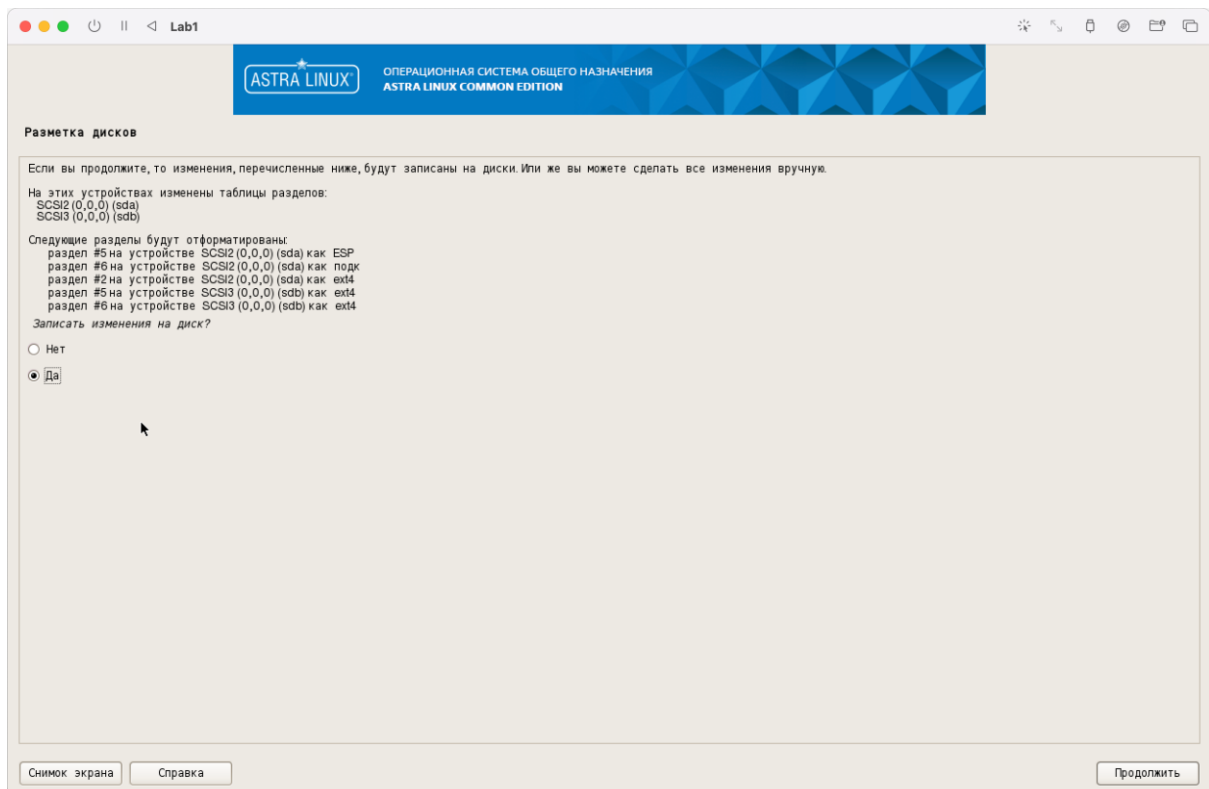 Lab1
ASTRA LINUX®
ОПЕРАЦИОННАЯ СИСТЕМА ОБЩЕГО НАЗНАЧЕНИЯ
ASTRA LINUX COMMON EDITION
Разметка дисков
Если вы продолжите, то изменения, перечисленные ниже, будут записаны на диски. Или же вы можете сделать все изменения вручную.
На этих устройствах изменены таблицы разделов:
SCSI2 (0,0,0) (sda)
SCSI3 (0,0,0) (sdb)
Следующие разделы будут отформатированы:
раздел #5 на устройстве SCSI2 (0,0,0) (sda) как ESP
раздел #6 на устройстве SCSI2 (0,0,0) (sda) как подк
раздел #2 на устройстве SCSI2 (0,0,0) (sda) как ext4
раздел #5 на устройстве SCSI3 (0,0,0) (sdb) как ext4
раздел #6 на устройстве SCSI3 (0,0,0) (sdb) как ext4
Записать изменения на диск?
Нет
Да
Снимок экрана
Справка
Продолжить